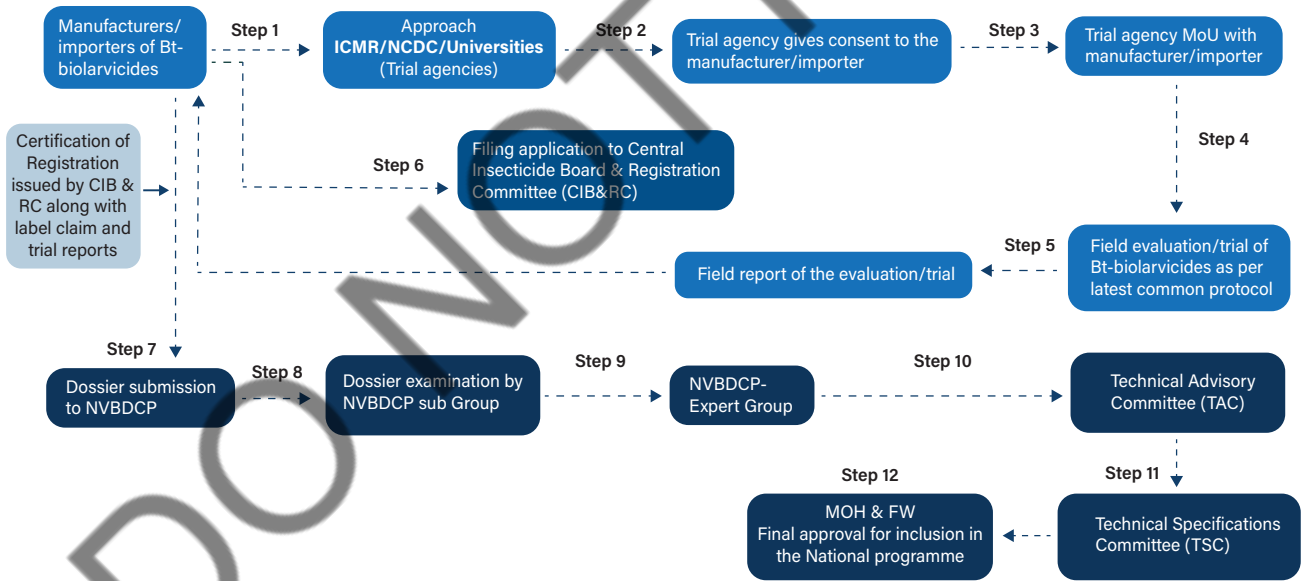 Manufacturers/
importers of Bt-
biolarvicides
Step 1
Approach
ICMR/NCDC/Universities
(Trial agencies)
Step 2
Trial agency gives consent to the
manufacturer/importer
Step 3
Trial agency MoU with
manufacturer/importer
Step 4
Certification of
Registration
issued by CIB &
RC along with
label claim and
trial reports
Step 6
Filing application to Central
Insecticide Board & Registration
Committee (CIB&RC)
Field evaluation/trial of
Bt-biolarvicides as per
latest common protocol
Step 5
Field report of the evaluation/trial
Step 7
Dossier submission
to NVBDCP
Step 8
Dossier examination by
NVBDCP sub Group
Step 9
NVBDCP-
Expert Group
Step 10
Technical Advisory
Committee (TAC)
Step 11
Technical Specifications
Committee (TSC)
Step 12
MOH & FW
Final approval for inclusion in
the National programme
DO NOT